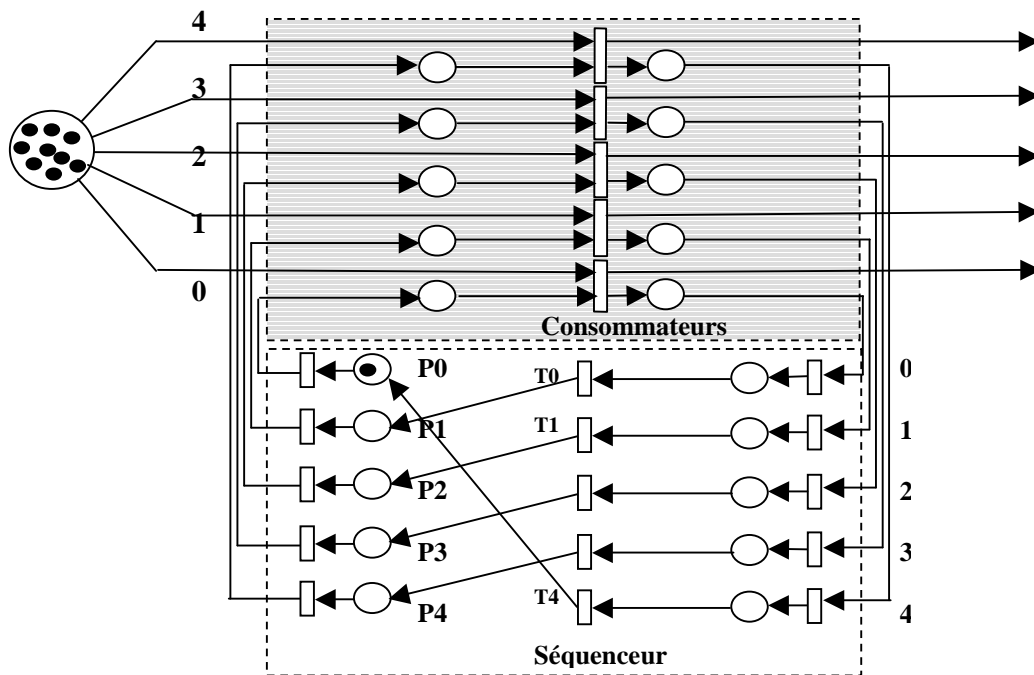 4
3
2
1
0
Consommateurs
P0 T0 0
P1 T1 1
P2 2
P3 3
P4 T4 4
Séquenceur